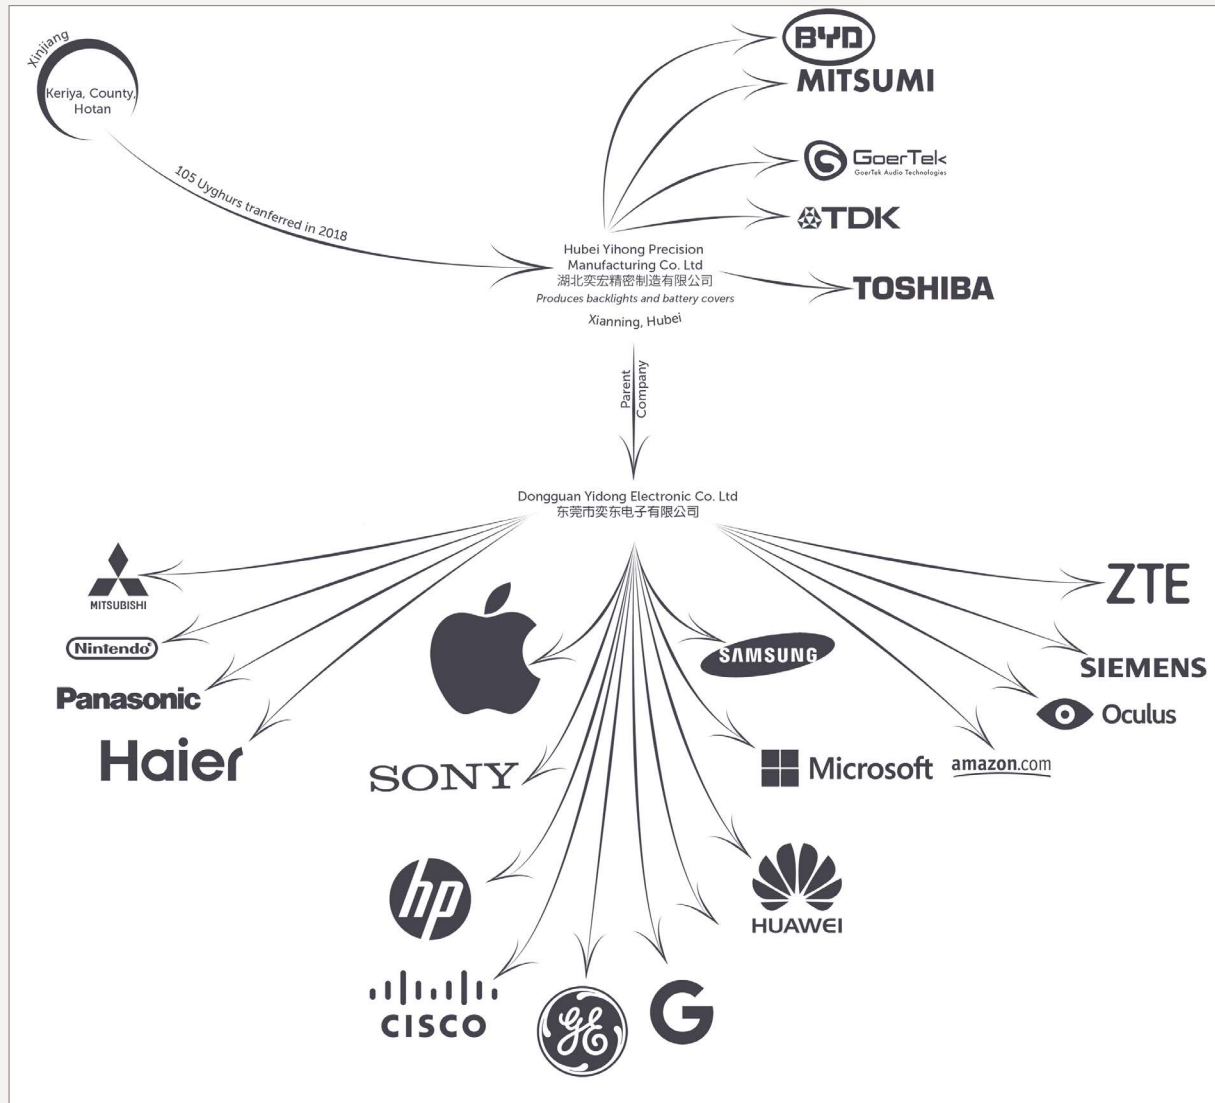 Xinjiang
Keriya, County,
Hotan
105 Uyghurs tranferred in 2018
BYD
MITSUMI
GoerTek
GoerTek Audio Technologies
TDK
Hubei Yihong Precision
Manufacturing Co. Ltd
湖北奕宏精密制造有限公司
Produces backlights and battery covers
Xianning, Hubei
TOSHIBA
Parent
Company
Dongguan Yidong Electronic Co. Ltd
东莞市奕东电子有限公司
MITSUBISHI
Nintendo
Panasonic
Haier
SONY
SAMSUNG
Microsoft
amazon.com
ZTE
SIEMENS
Oculus
hp
HUAWEI
CISCO
GE
G